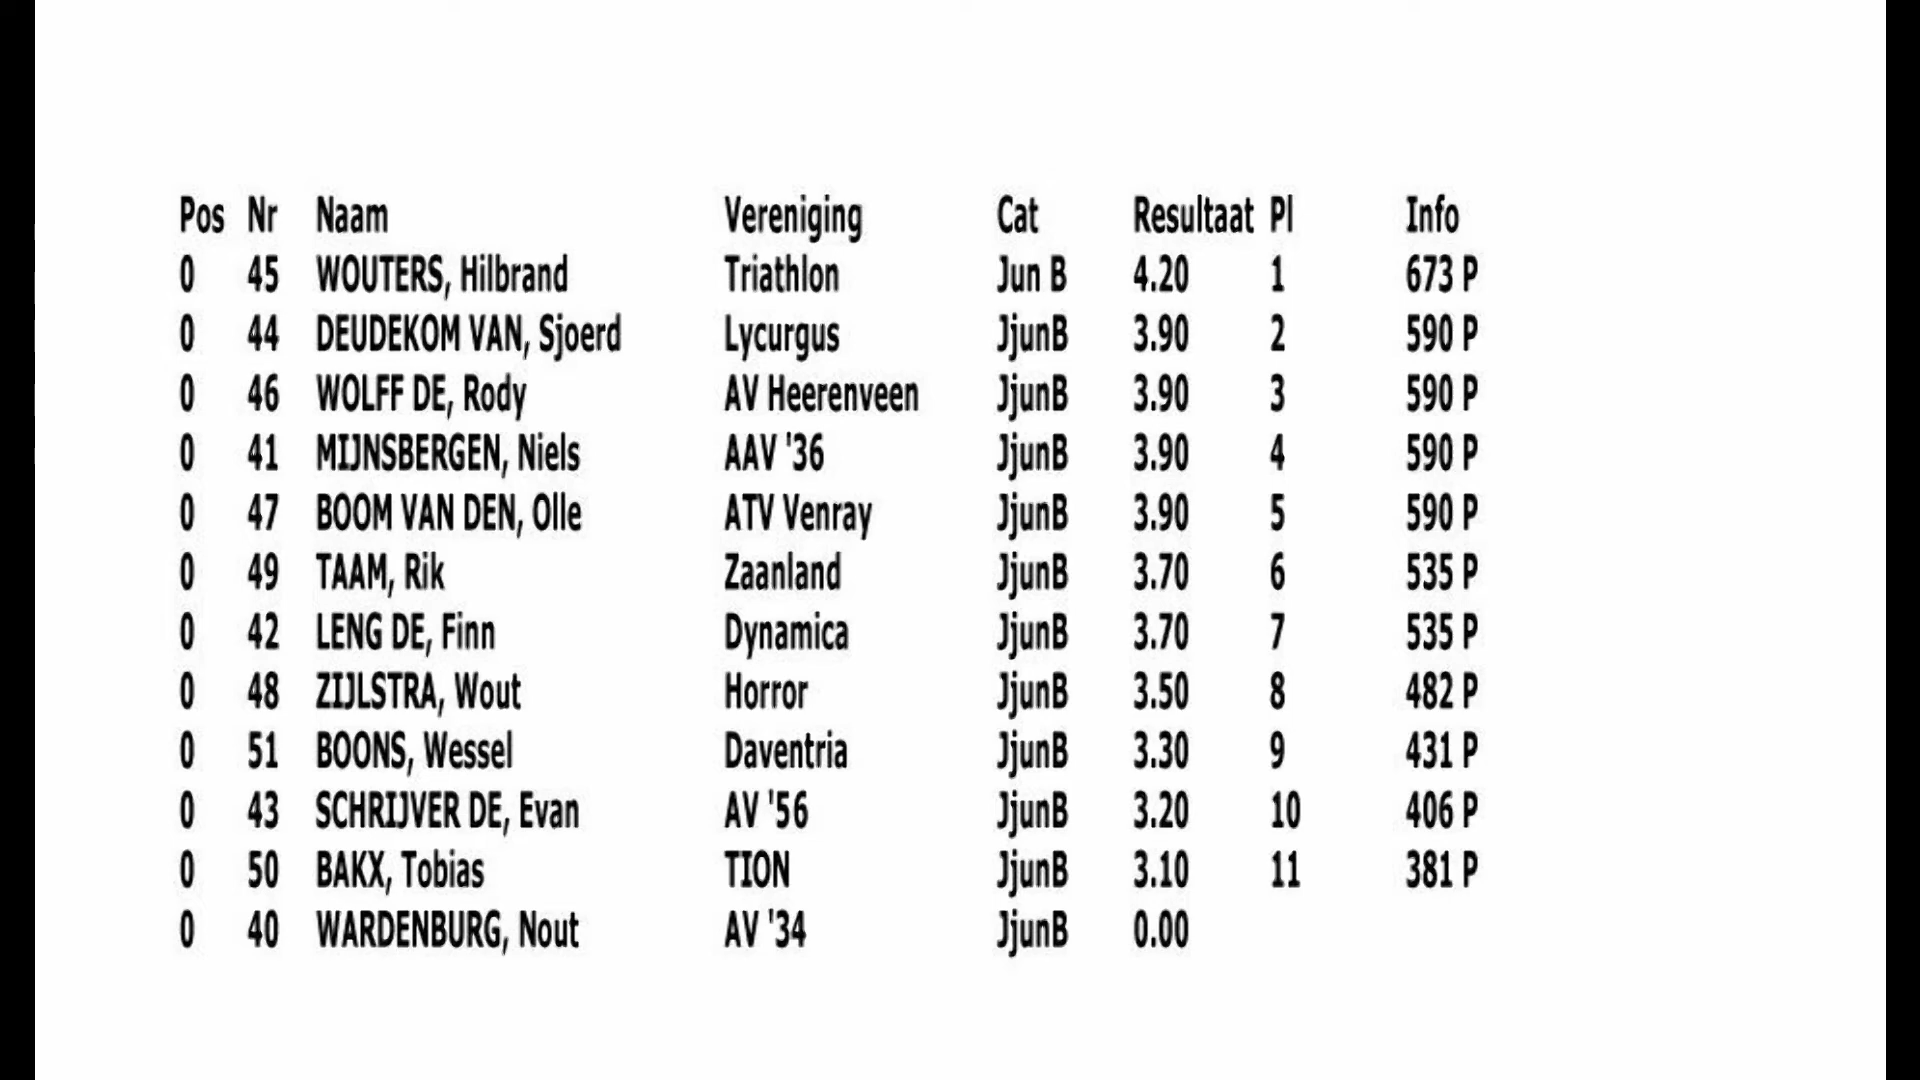 Pos Nr Naam Vereniging Cat Resultaat Pl Info
0 45 WOUTERS, Hilbrand Triathlon Jun B 4.20 1 673 P
0 44 DEUDEKOM VAN, Sjoerd Lycurgus JjunB 3.90 2 590 P
0 46 WOLFF DE, Rody AV Heerenveen JjunB 3.90 3 590 P
0 41 MIJNSBERGEN, Niels AAV '36 JjunB 3.90 4 590 P
0 47 BOOM VAN DEN, Olle ATV Venray JjunB 3.90 5 590 P
0 49 TAAM, Rik Zaanland JjunB 3.70 6 535 P
0 42 LENG DE, Finn Dynamica JjunB 3.70 7 535 P
0 48 ZIJLSTRA, Wout Horror JjunB 3.50 8 482 P
0 51 BOONS, Wessel Daventria JjunB 3.30 9 431 P
0 43 SCHRIJVER DE, Evan AV '56 JjunB 3.20 10 406 P
0 50 BAKX, Tobias TION JjunB 3.10 11 381 P
0 40 WARDENBURG, Nout AV '34 JjunB 0.00